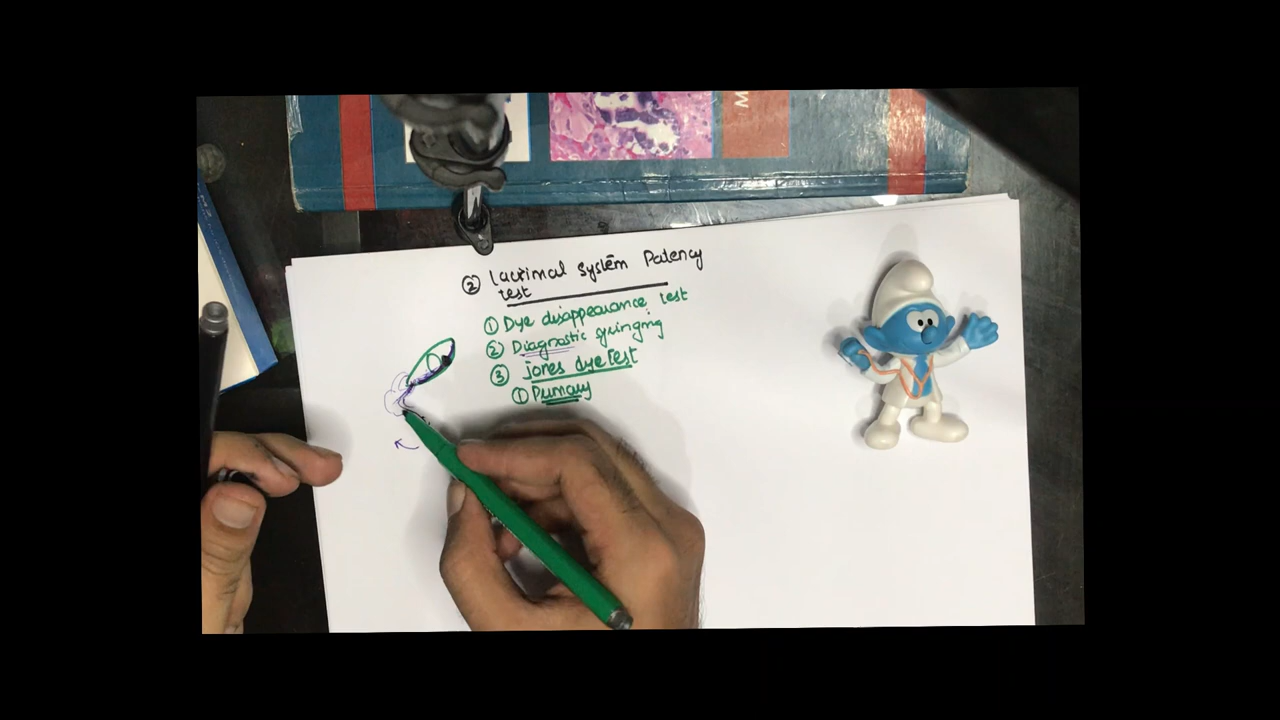 ② Lacrimal System Patency
test
① Dye disappearance test
② Diagnostic syringing
③ jones dye test
① Primary
M